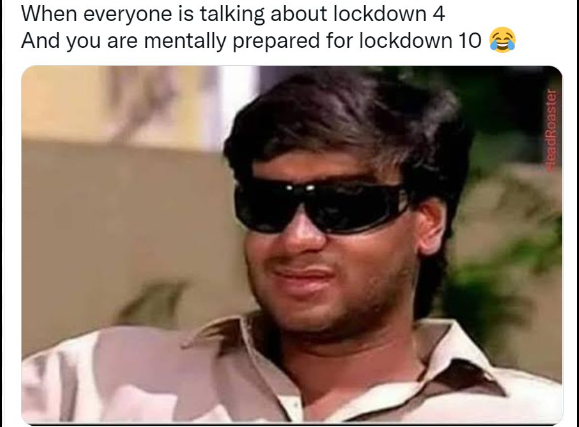 When everyone is talking about lockdown 4
And you are mentally prepared for lockdown 10 😂
HeadRoaster